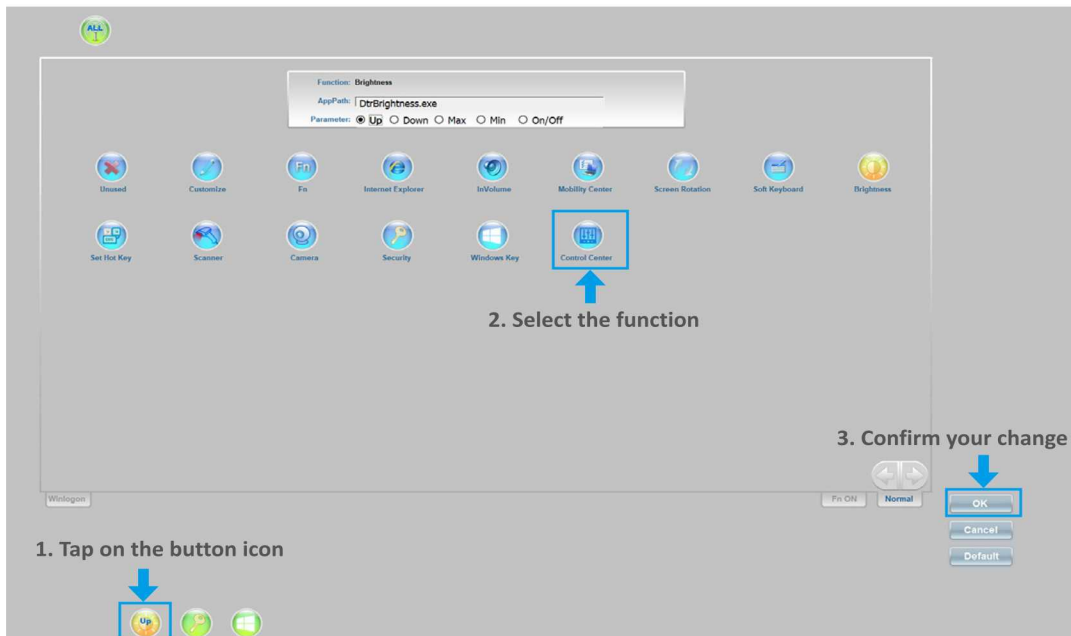 ALL
Function: Brightness
AppPath: DtrBrightness.exe
Parameter: Up Down Max Min On/Off
Unused Customize Fn Fn Internet Explorer InVolume Mobility Center Screen Rotation Soft Keyboard Brightness
Set Hot Key Scanner Camera Security Windows Key Control Center
2. Select the function
3. Confirm your change
Winlogon Fn ON Normal
OK
Cancel
Default
1. Tap on the button icon
Up